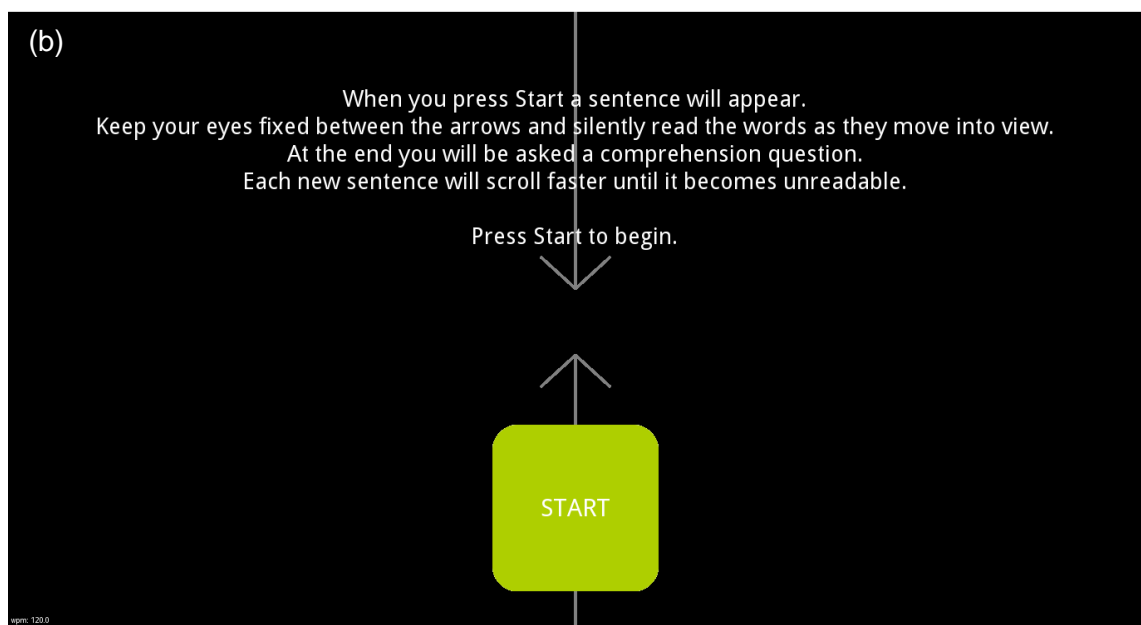 (b)
When you press Start a sentence will appear.
Keep your eyes fixed between the arrows and silently read the words as they move into view.
At the end you will be asked a comprehension question.
Each new sentence will scroll faster until it becomes unreadable.
Press Start to begin.
START
wpm: 120.0